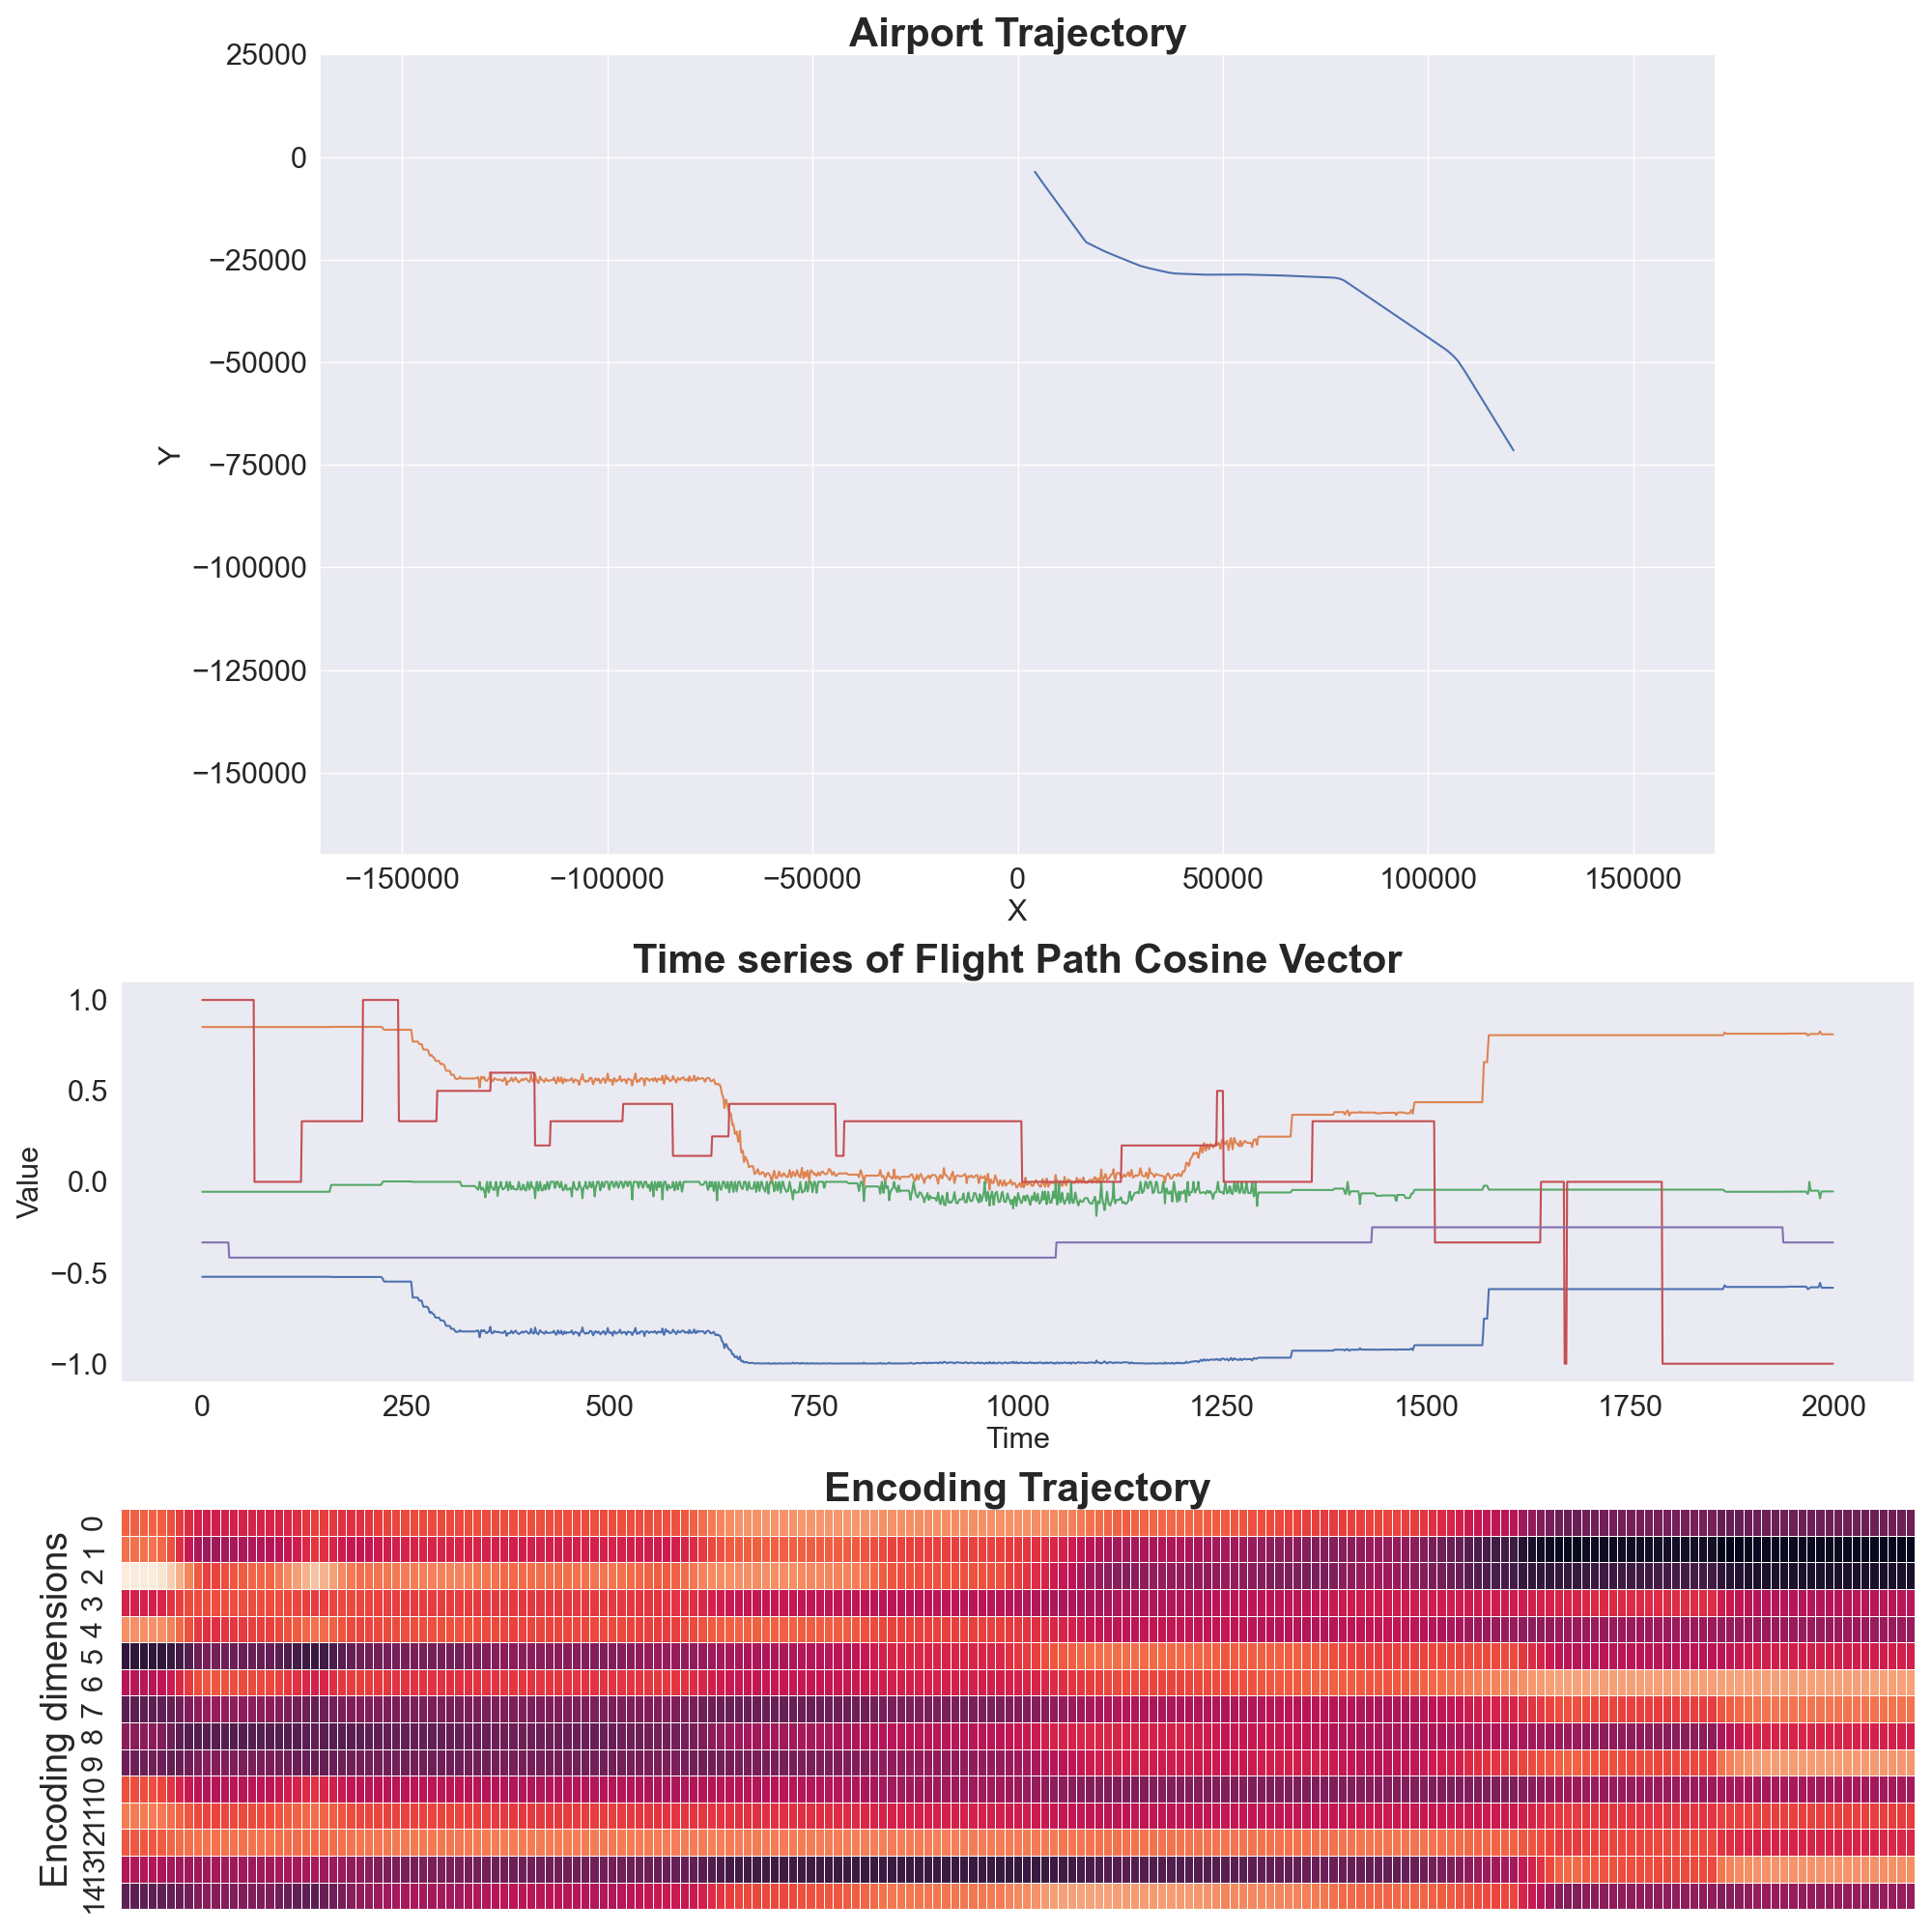 Airport Trajectory
25000
0
−25000
−50000
−75000
−100000
−125000
−150000
Y
−150000 −100000 −50000 0 50000 100000 150000
X
Time series of Flight Path Cosine Vector
1.0
0.5
0.0
−0.5
−1.0
Value
0 250 500 750 1000 1250 1500 1750 2000
Time
Encoding Trajectory
Encoding dimensions
0
1
2
3
4
5
6
7
8
9
10
11
12
13
14